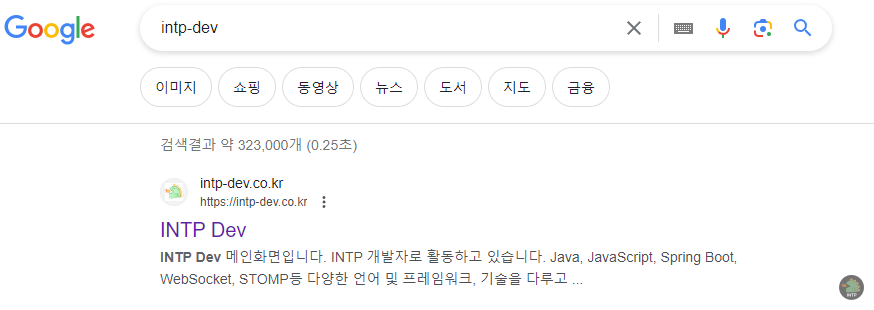 Google
intp-dev
이미지 쇼핑 동영상 뉴스 도서 지도 금융
검색결과 약 323,000개 (0.25초)
intp-dev.co.kr
https://intp-dev.co.kr
INTP Dev
INTP Dev 메인화면입니다. INTP 개발자로 활동하고 있습니다. Java, JavaScript, Spring Boot,
WebSocket, STOMP등 다양한 언어 및 프레임워크, 기술을 다루고 ...
INTP